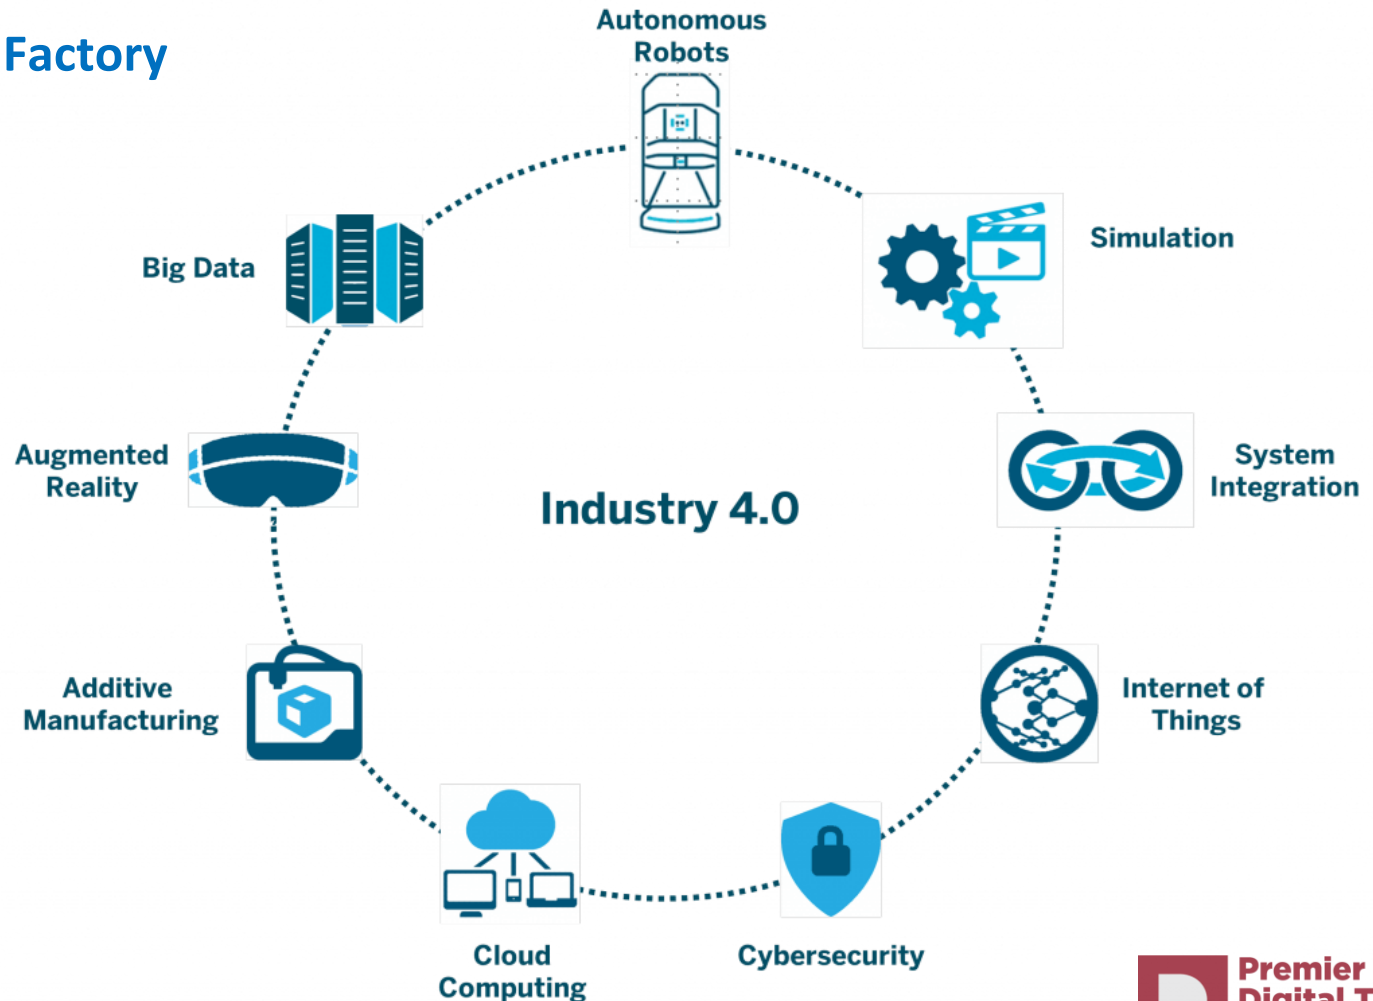 Factory
Autonomous
Robots
Simulation
Big Data
System
Integration
Augmented
Reality
Industry 4.0
Internet of
Things
Additive
Manufacturing
Cybersecurity
Cloud
Computing
Premier
Digital T